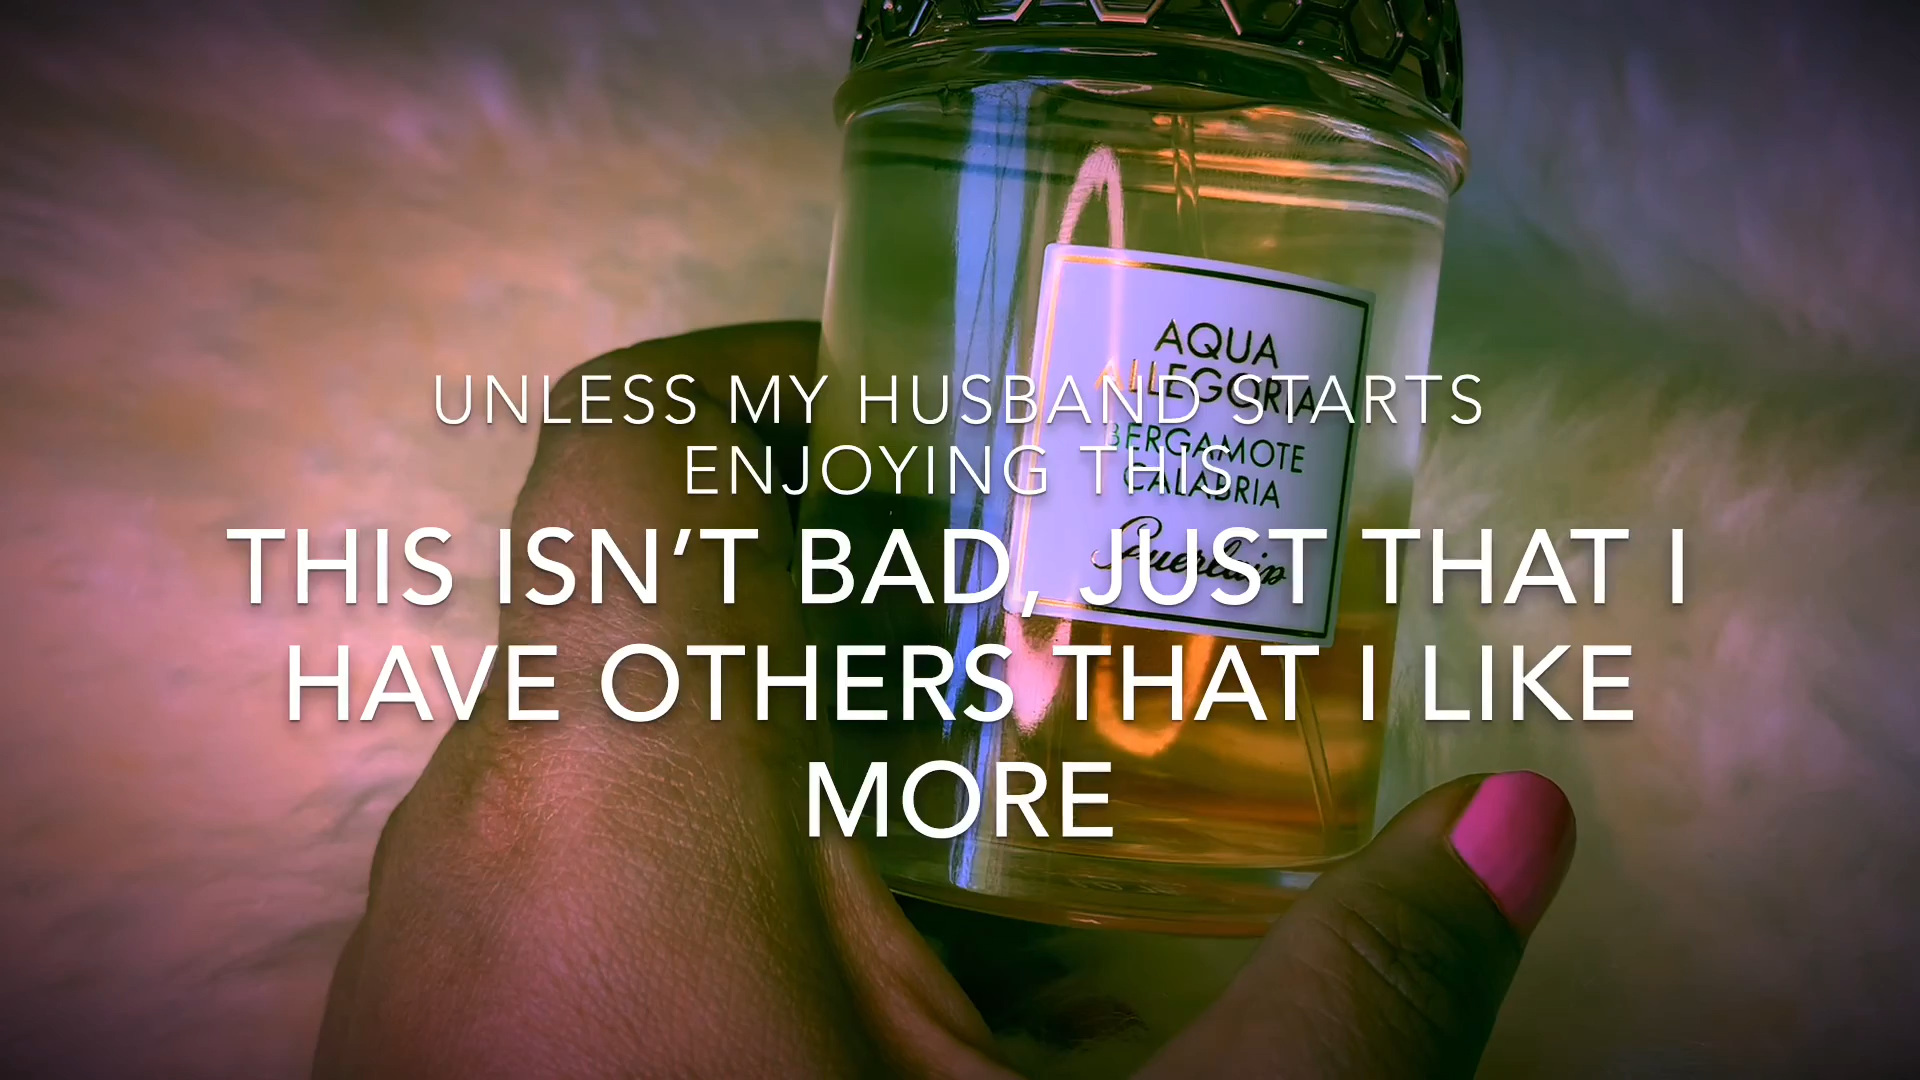 AQUA
ALLEGORIA
BERGAMOTE
CALABRIA
Guerlain
UNLESS MY HUSBAND STARTS
ENJOYING THIS
THIS ISN’T BAD, JUST THAT I
HAVE OTHERS THAT I LIKE
MORE